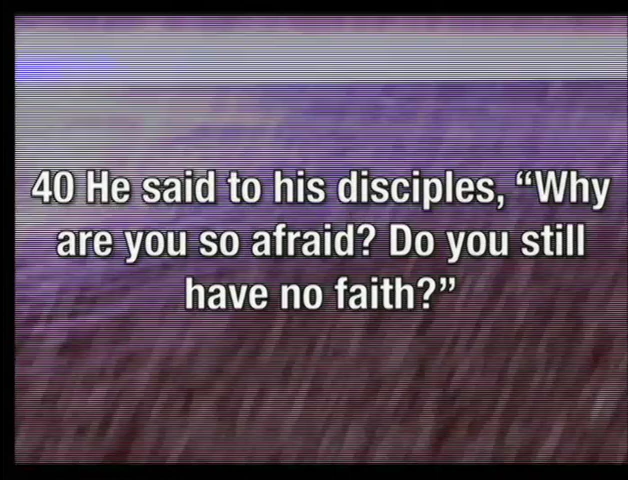 40 He said to his disciples, “Why
are you so afraid? Do you still
have no faith?”